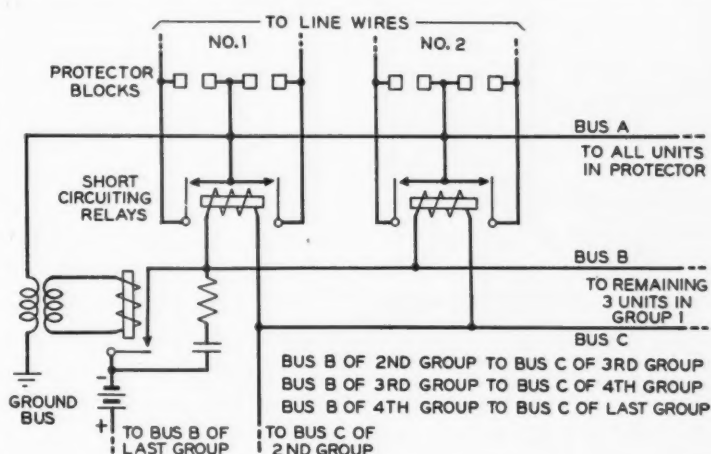 TO LINE WIRES
NO.1
NO. 2
PROTECTOR
BLOCKS
BUS A
TO ALL UNITS
IN PROTECTOR
SHORT
CIRCUITING
RELAYS
BUS B
TO REMAINING
3 UNITS IN
GROUP 1
BUS C
BUS B OF 2ND GROUP TO BUS C OF 3RD GROUP
BUS B OF 3RD GROUP TO BUS C OF 4TH GROUP
BUS B OF 4TH GROUP TO BUS C OF LAST GROUP
GROUND
BUS
-
+
TO BUS B OF
LAST GROUP
TO BUS C OF
2ND GROUP